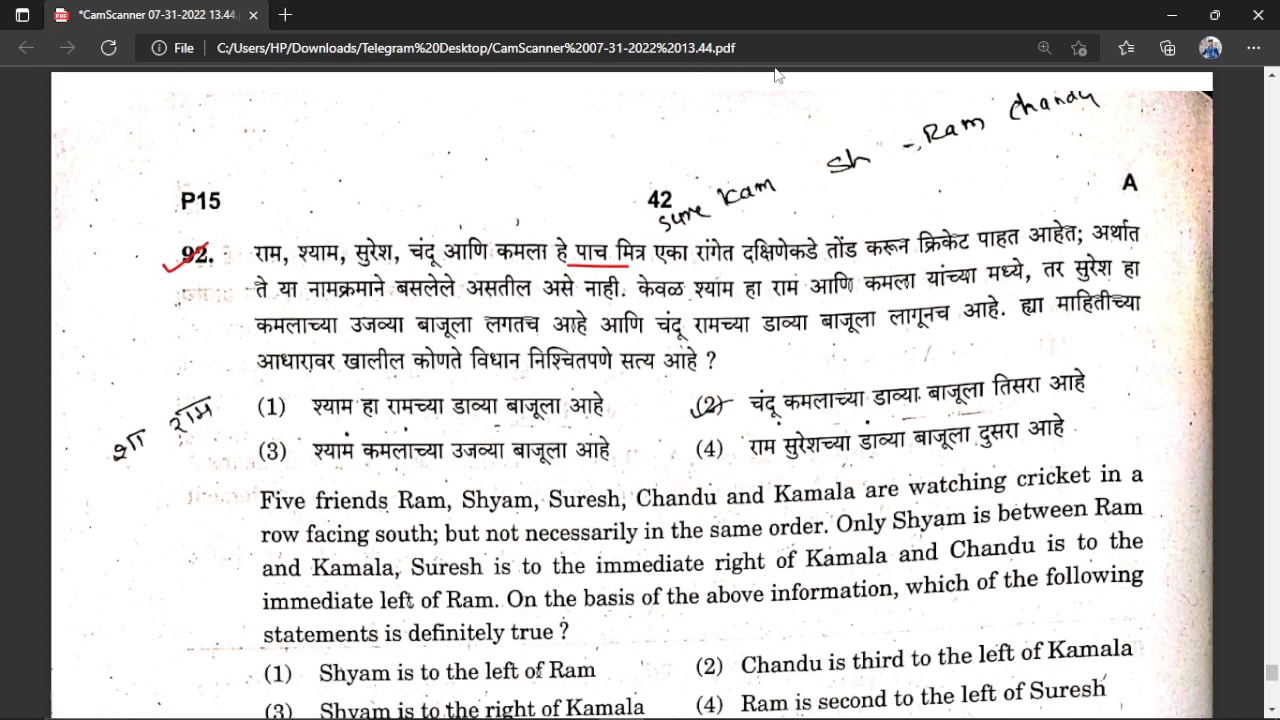 *CamScanner 07-31-2022 13.44.
File
C:/Users/HP/Downloads/Telegram%20Desktop/CamScanner%2007-31-2022%2013.44.pdf
sure Kam Sh -. Ram Chandu
P15
42
A
92. राम, श्याम, सुरेश, चंदू आणि कमला हे पाच मित्र एका रांगेत दक्षिणेकडे तोंड करून क्रिकेट पाहत आहेत; अर्थात
ते या नामक्रमाने बसलेले असतील असे नाही. केवळ श्याम हा राम आणि कमला यांच्या मध्ये, तर सुरेश हा
कमलाच्या उजव्या बाजूला लगतच आहे आणि चंदू रामच्या डाव्या बाजूला लागूनच आहे. ह्या माहितीच्या
आधारावर खालील कोणते विधान निश्चितपणे सत्य आहे ?
शा राम
(1) श्याम हा रामच्या डाव्या बाजूला आहे
(2) चंदू कमलाच्या डाव्या बाजूला तिसरा आहे
(3) श्याम कमलाच्या उजव्या बाजूला आहे
(4) राम सुरेशच्या डाव्या बाजूला दुसरा आहे
Five friends Ram, Shyam, Suresh, Chandu and Kamala are watching cricket in a
row facing south; but not necessarily in the same order. Only Shyam is between Ram
and Kamala, Suresh is to the immediate right of Kamala and Chandu is to the
immediate left of Ram. On the basis of the above information, which of the following
statements is definitely true ?
(1) Shyam is to the left of Ram
(2) Chandu is third to the left of Kamala
(3) Shyam is to the right of Kamala
(4) Ram is second to the left of Suresh